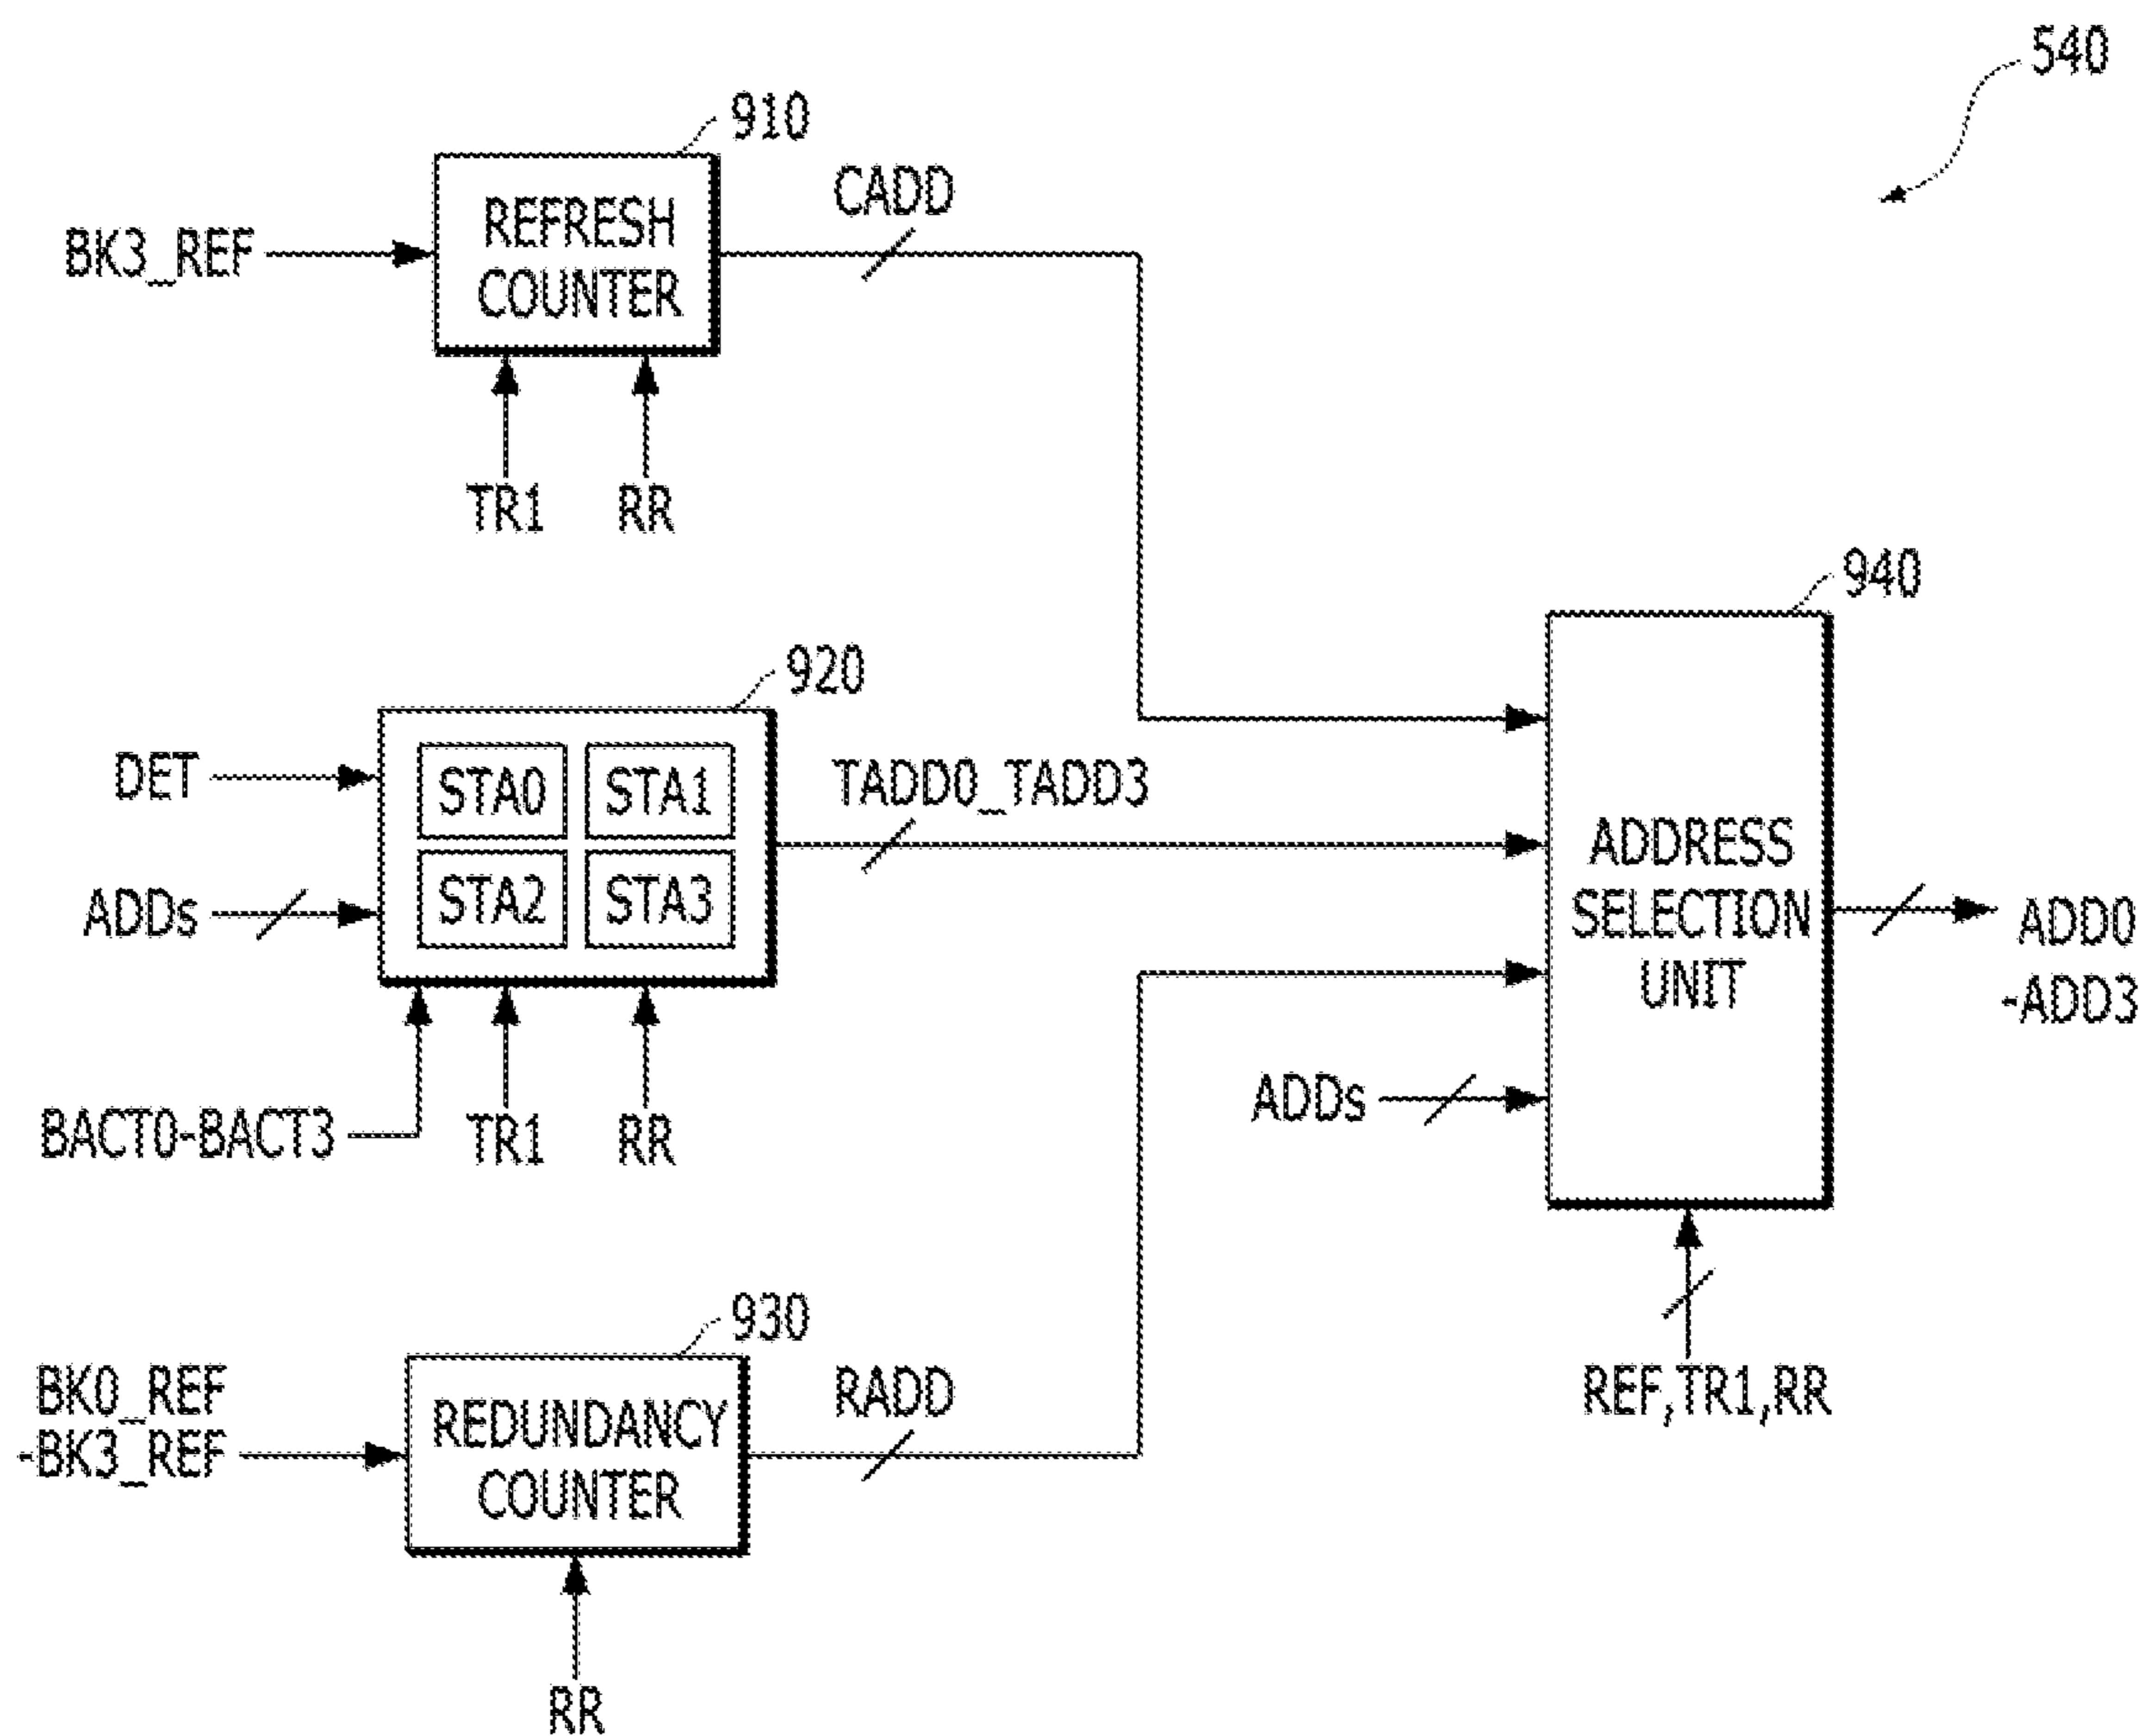 540
910
CADD
REFRESH
COUNTER
BK3_REF
TR1
RR
940
920
DET
STA0
STA1
TADD0_TADD3
ADDs
STA2
STA3
ADDRESS
SELECTION
UNIT
ADD0
-ADD3
BACT0-BACT3
TR1
RR
ADDs
930
BK0_REF
-BK3_REF
REDUNDANCY
COUNTER
RADD
REF,TR1,RR
RR